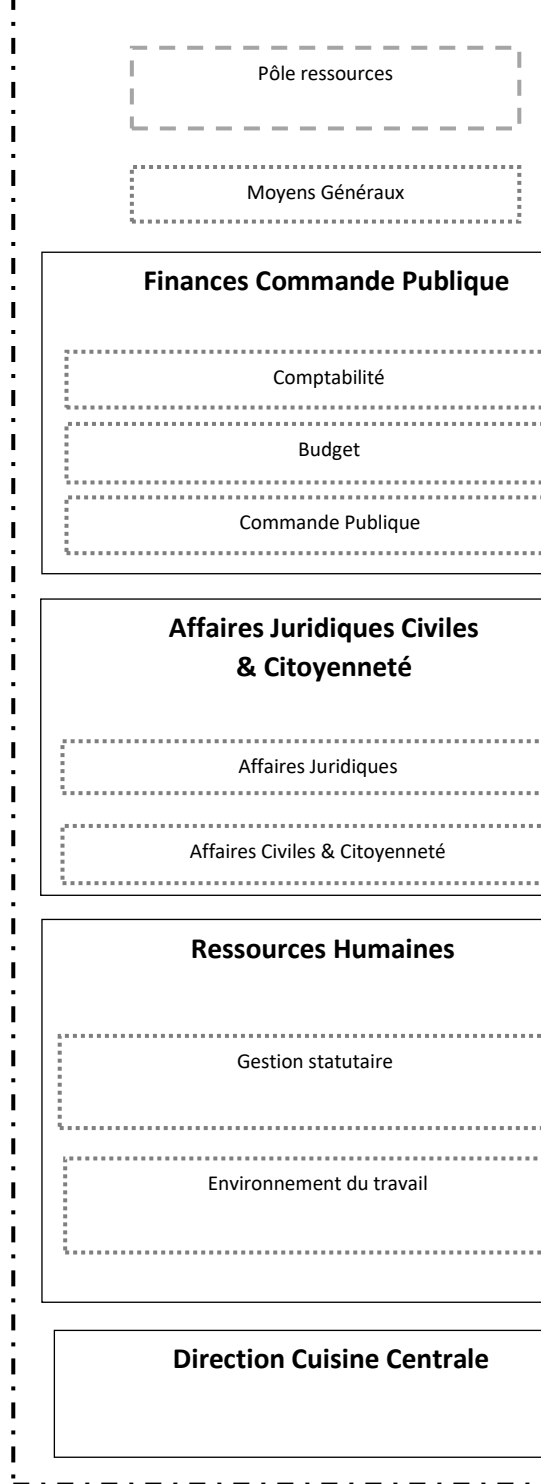 Pôle ressources
Moyens Généraux
Finances Commande Publique
Comptabilité
Budget
Commande Publique
Affaires Juridiques Civiles
& Citoyenneté
Affaires Juridiques
Affaires Civiles & Citoyenneté
Ressources Humaines
Gestion statutaire
Environnement du travail
Direction Cuisine Centrale